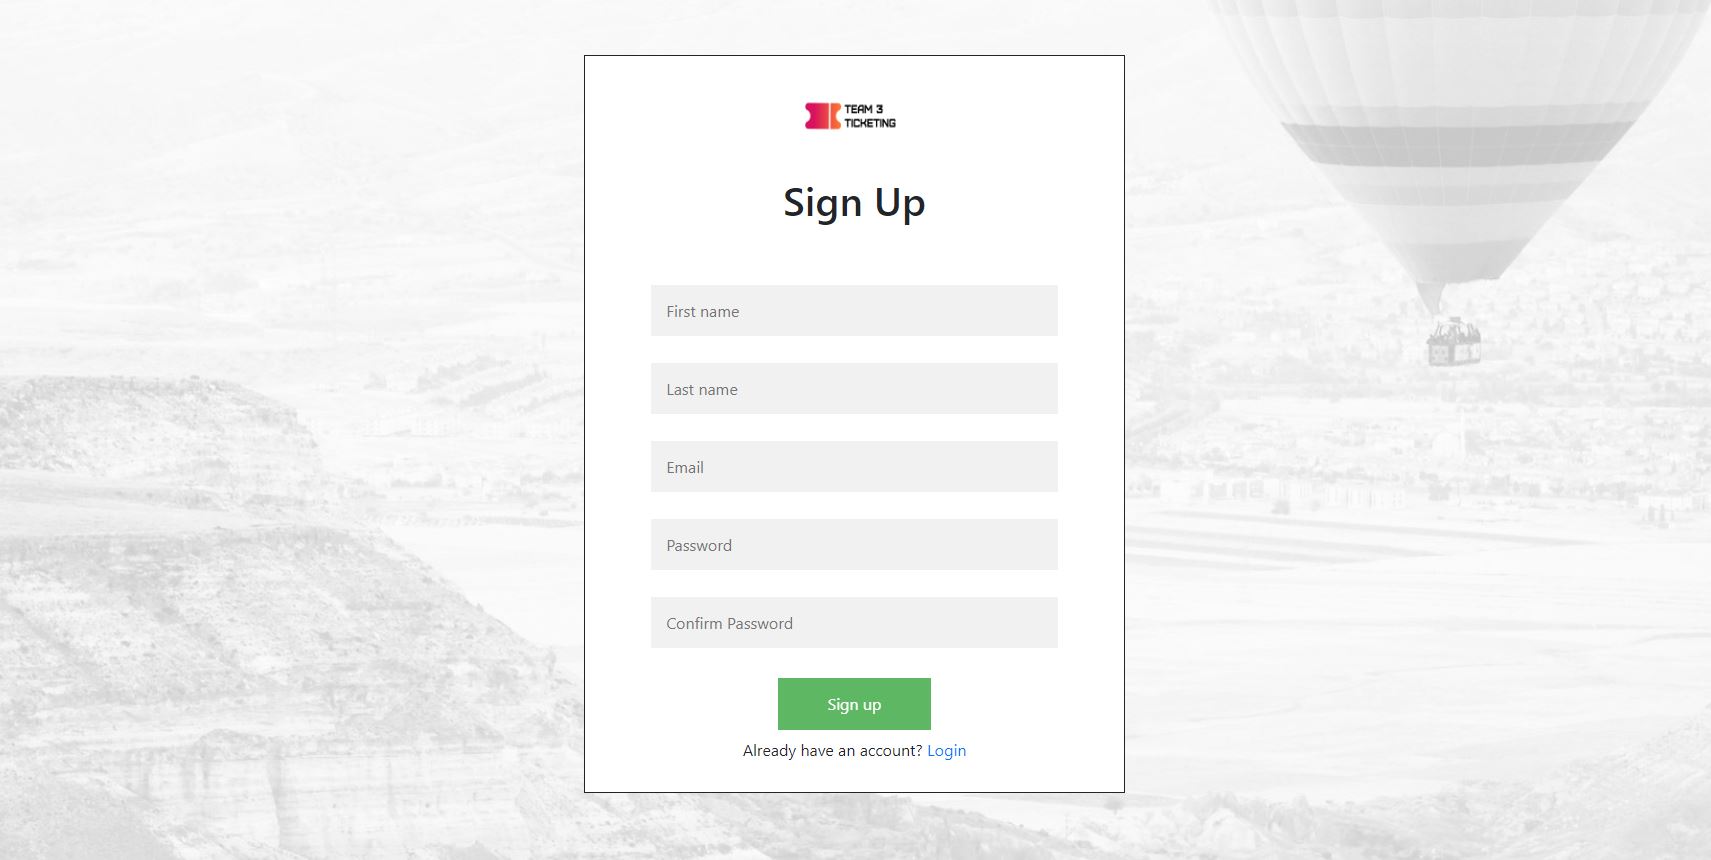 TEAM 3
TICKETING
Sign Up
First name
Last name
Email
Password
Confirm Password
Sign up
Already have an account? Login